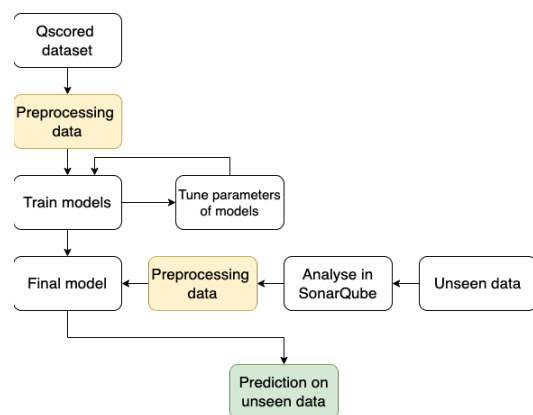 Qscored
dataset
Preprocessing
data
Train models
Tune parameters
of models
Final model
Preprocessing
data
Analyse in
SonarQube
Unseen data
Prediction on
unseen data